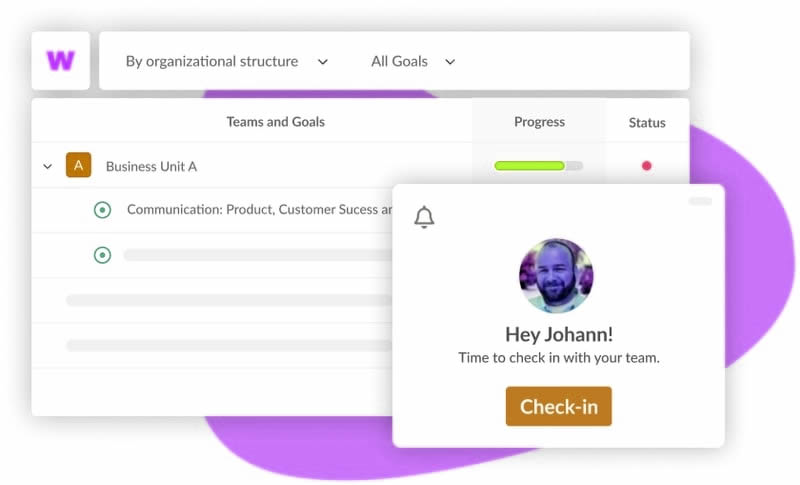 W
By organizational structure
All Goals
Teams and Goals
Progress
Status
A
Business Unit A
Communication: Product, Customer Sucess ar
Hey Johann!
Time to check in with your team.
Check-in